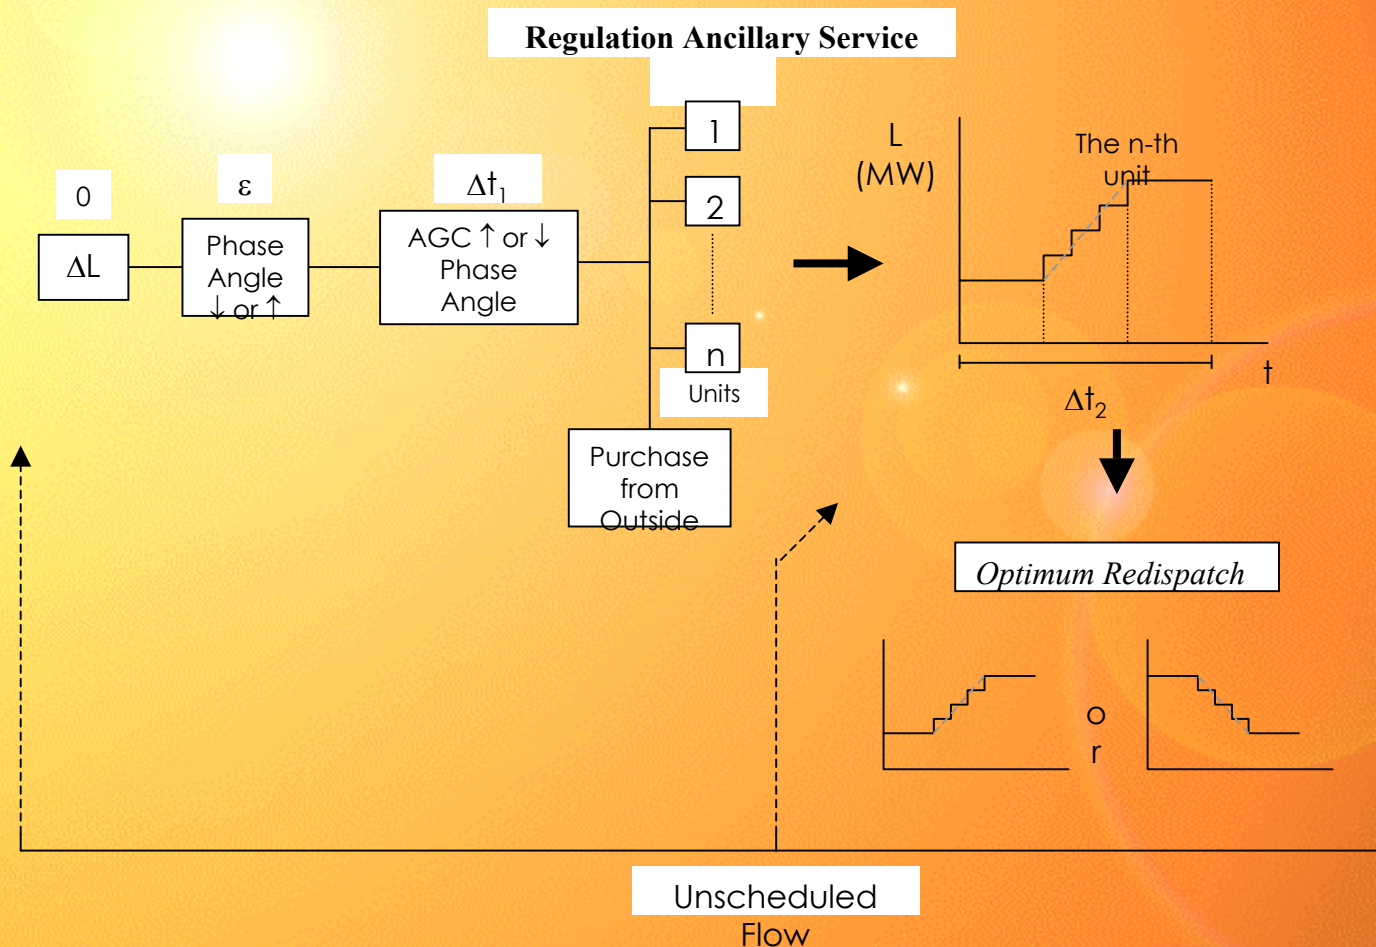 Regulation Ancillary Service
0
ΔL
ε
Phase
Angle
↓ or ↑
Δt₁
AGC ↑ or ↓
Phase
Angle
1
2
n
Units
Purchase
from
Outside
L
(MW)
The n-th
unit
t
Δt₂
Optimum Redispatch
o
r
Unscheduled
Flow